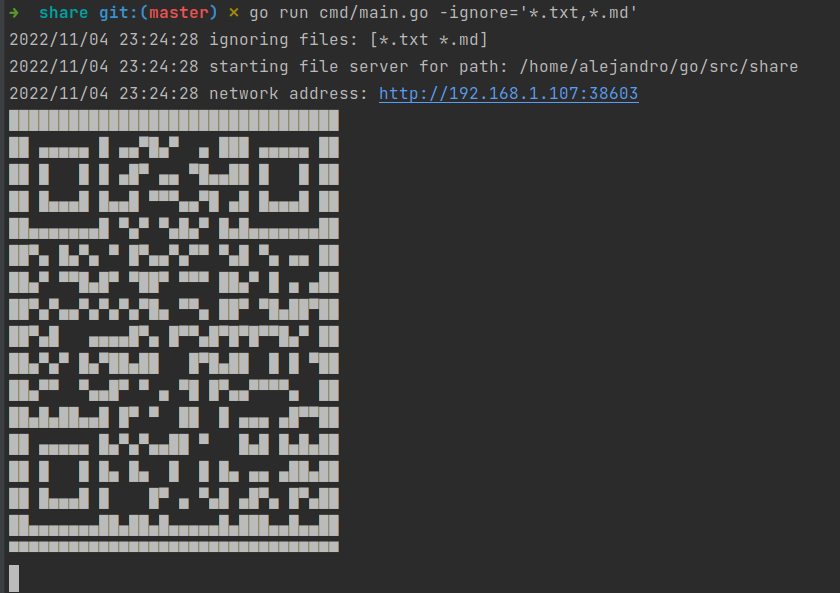 ➜ share git:(master) ✗ go run cmd/main.go -ignore='*.txt,*.md'
2022/11/04 23:24:28 ignoring files: [*.txt *.md]
2022/11/04 23:24:28 starting file server for path: /home/alejandro/go/src/share
2022/11/04 23:24:28 network address: http://192.168.1.107:38603